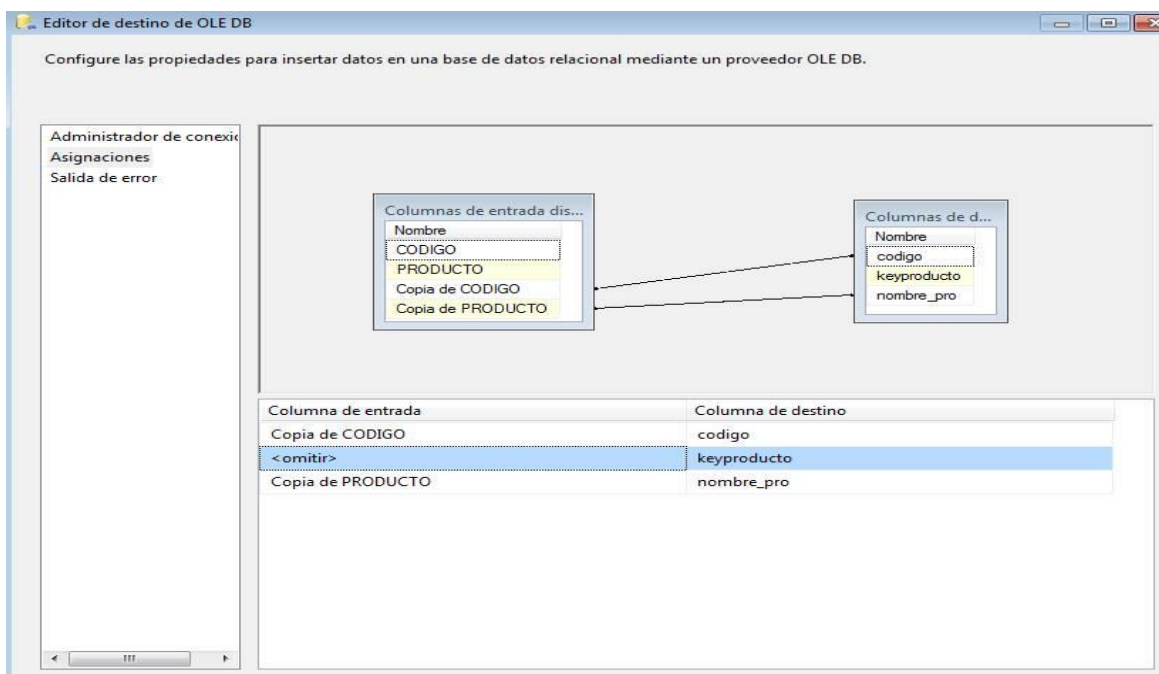 Editor de destino de OLE DB
Configure las propiedades para insertar datos en una base de datos relacional mediante un proveedor OLE DB.
Administrador de conexi
Asignaciones
Salida de error
Columnas de entrada dis...
Nombre
CODIGO
PRODUCTO
Copia de CODIGO
Copia de PRODUCTO
Columnas de d...
Nombre
codigo
keyproducto
nombre_pro
Columna de entrada Columna de destino
Copia de CODIGO codigo
<omitir> keyproducto
Copia de PRODUCTO nombre_pro